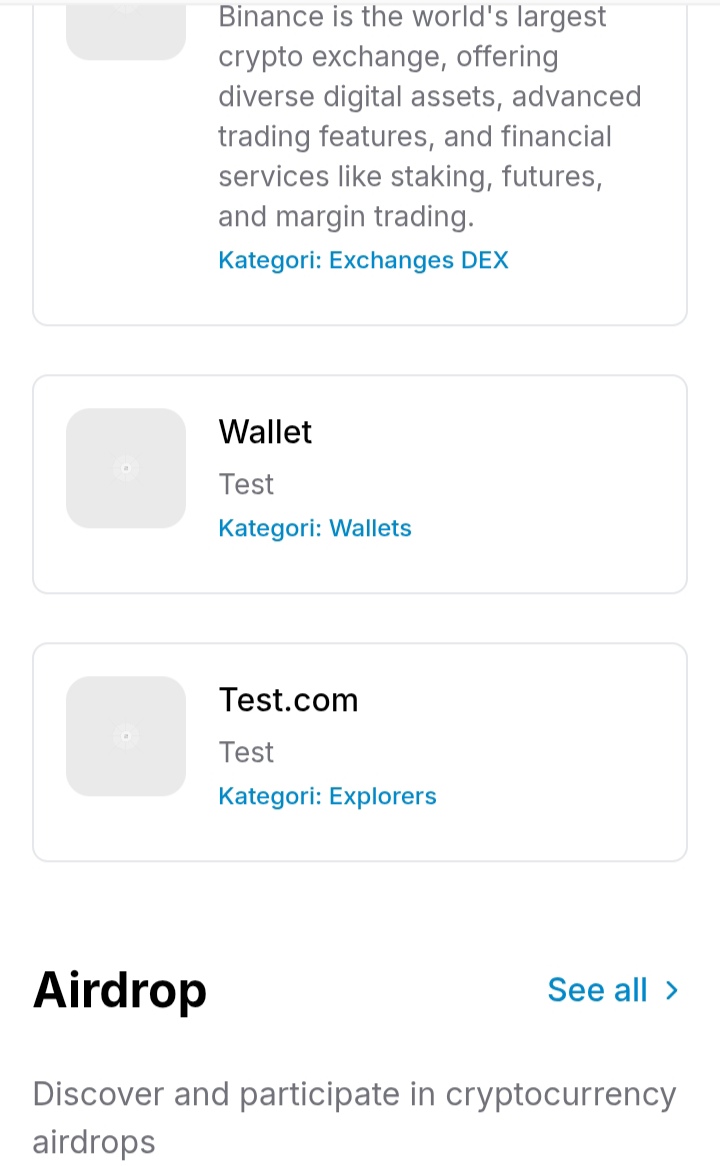 Binance is the world's largest
crypto exchange, offering
diverse digital assets, advanced
trading features, and financial
services like staking, futures,
and margin trading.
Kategori: Exchanges DEX
Wallet
Test
Kategori: Wallets
Test.com
Test
Kategori: Explorers
Airdrop
See all
Discover and participate in cryptocurrency
airdrops